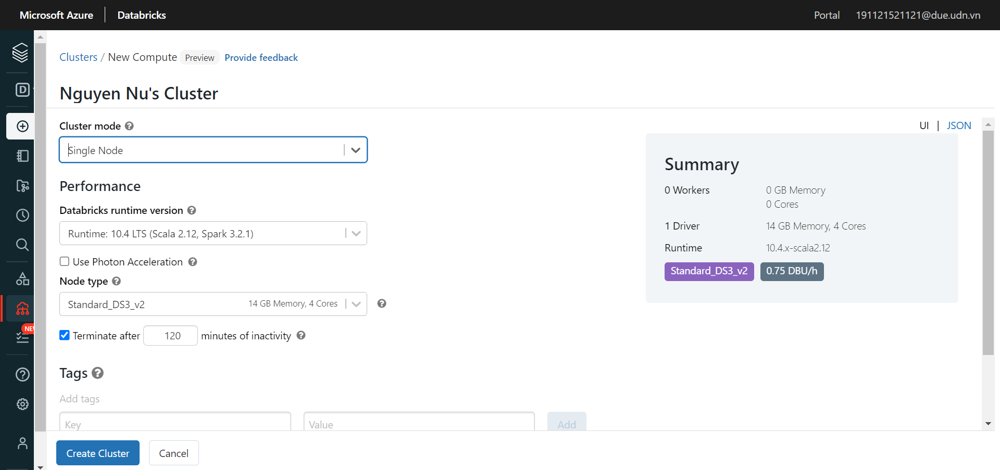 Microsoft Azure | Databricks
Portal 191121521121@due.udn.vn
D
Clusters / New Compute Preview Provide feedback
Nguyen Nu's Cluster
Cluster mode ?
UI | JSON
Single Node
Summary
0 Workers 0 GB Memory
0 Cores
1 Driver 14 GB Memory, 4 Cores
Runtime 10.4.x-scala2.12
Standard_DS3_v2 0.75 DBU/h
Performance
Databricks runtime version ?
Runtime: 10.4 LTS (Scala 2.12, Spark 3.2.1)
Use Photon Acceleration ?
Node type ?
Standard_DS3_v2 14 GB Memory, 4 Cores ?
Terminate after 120 minutes of inactivity ?
Tags ?
Add tags
Key Value Add
Create Cluster Cancel